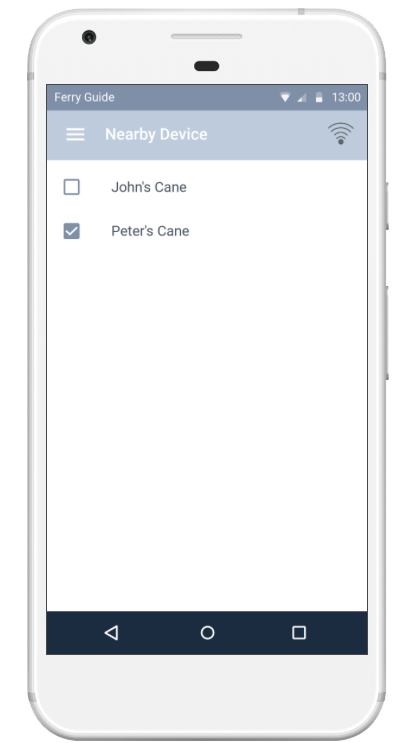 Ferry Guide 13:00
Nearby Device
John's Cane
Peter's Cane